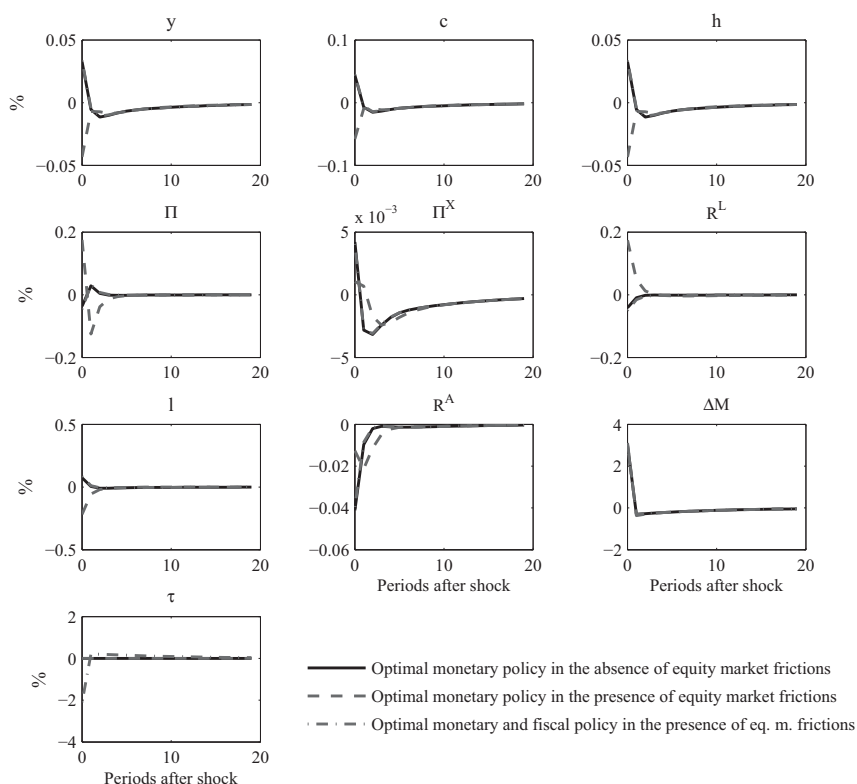 y c h
0.05 0.1 0.05
% 0 0 0
−0.05 −0.1 −0.05
0 10 20 0 10 20 0 10 20
Π x 10⁻³ Π^X R^L
0.2 5 0.2
% 0 0 0
−0.2 −5 −0.2
0 10 20 0 10 20 0 10 20
l R^A ΔM
0.5 0 4
−0.02 2
% 0
−0.04 0
−0.5 −0.06 −2
0 10 20 0 10 20 0 10 20
Periods after shock Periods after shock
τ
2
0
%
−2
−4
0 10 20
Periods after shock
Optimal monetary policy in the absence of equity market frictions
Optimal monetary policy in the presence of equity market frictions
Optimal monetary and fiscal policy in the presence of eq. m. frictions